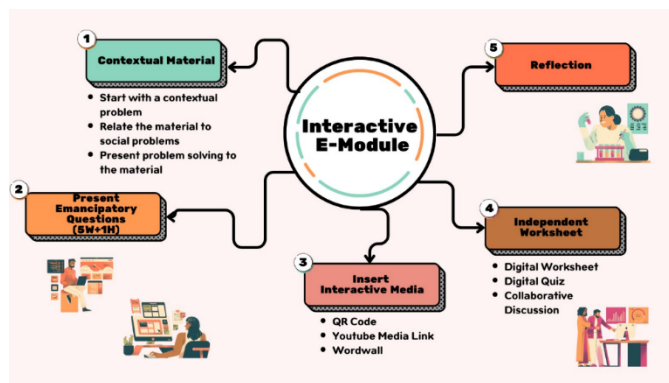 Interactive
E-Module
1
Contextual Material
• Start with a contextual
problem
• Relate the material to
social problems
• Present problem solving to
the material
2
Present
Emancipatory
Questions
(5W+1H)
3
Insert
Interactive Media
• QR Code
• Youtube Media Link
• Wordwall
4
Independent
Worksheet
• Digital Worksheet
• Digital Quiz
• Collaborative
Discussion
5
Reflection